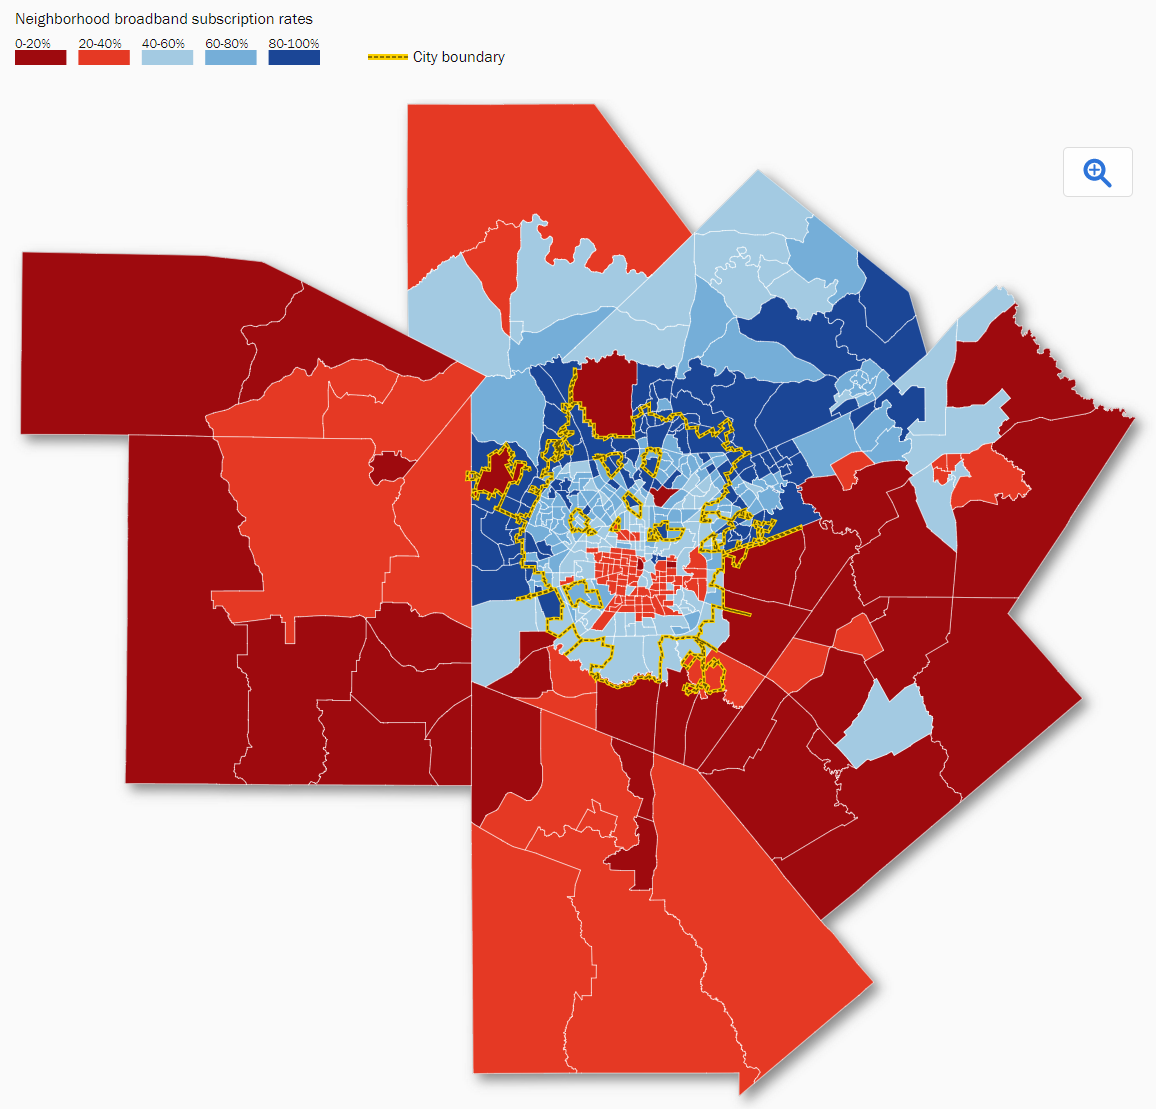 Neighborhood broadband subscription rates
0-20% 20-40% 40-60% 60-80% 80-100%
City boundary